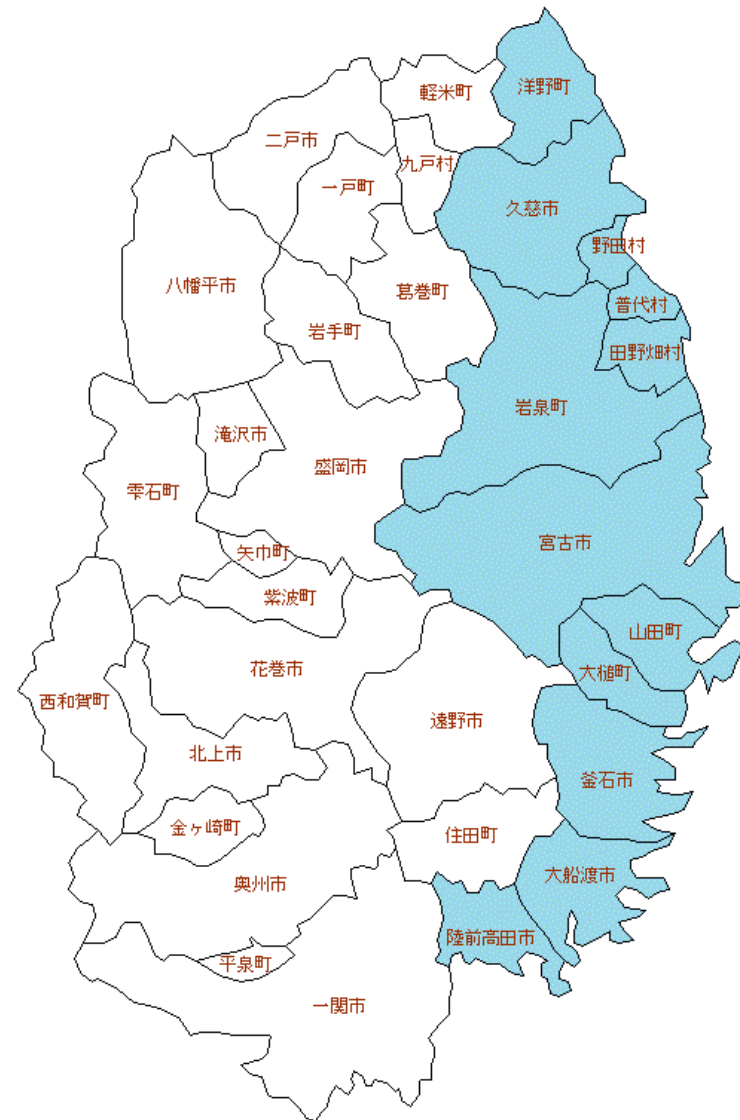 洋野町
軽米町
二戸市
九戸村
一戸町
久慈市
野田村
八幡平市
葛巻町
普代村
岩手町
田野畑村
岩泉町
滝沢市
盛岡市
雫石町
宮古市
矢巾町
紫波町
山田町
花巻市
大槌町
西和賀町
遠野市
北上市
釜石市
金ヶ崎町
住田町
大船渡市
奥州市
陸前高田市
平泉町
一関市